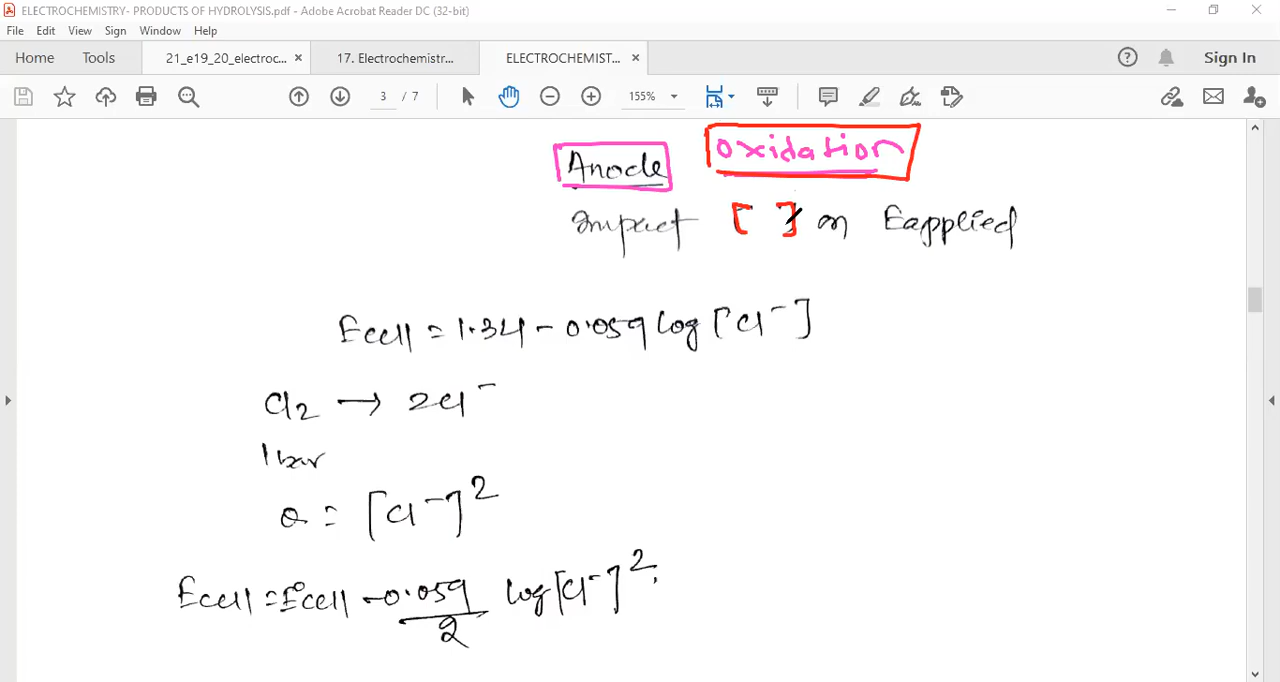 ELECTROCHEMISTRY- PRODUCTS OF HYDROLYSIS.pdf - Adobe Acrobat Reader DC (32-bit)
File Edit View Sign Window Help
Home Tools 21_e19_20_electroc... × 17. Electrochemistr... ELECTROCHEMIST... × Sign In
3 / 7 155%
Anode oxidation
Impact [ ] on Eapplied
Ecell = 1.34 - 0.059 log [Cl⁻]
Cl₂ → 2Cl⁻
1 bar
Q = [Cl⁻]²
Ecell = E°cell - 0.059/2 log [Cl⁻]²